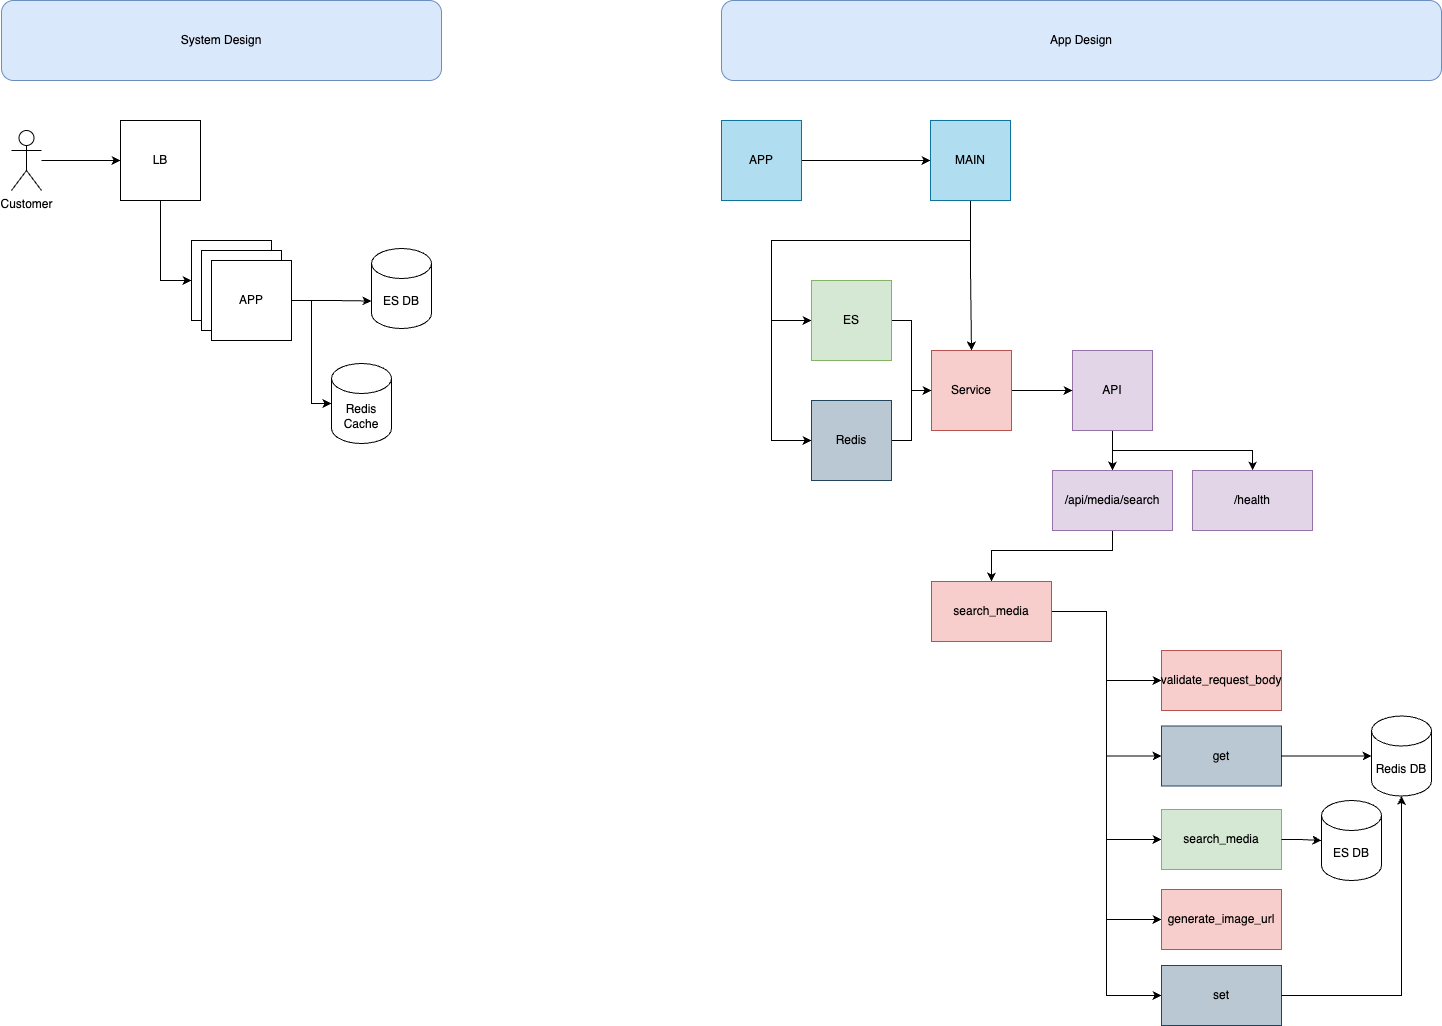 System Design
App Design
Customer
LB
APP
ES DB
Redis
Cache
APP
MAIN
ES
Redis
Service
API
/api/media/search
/health
search_media
validate_request_body
get
Redis DB
search_media
ES DB
generate_image_url
set